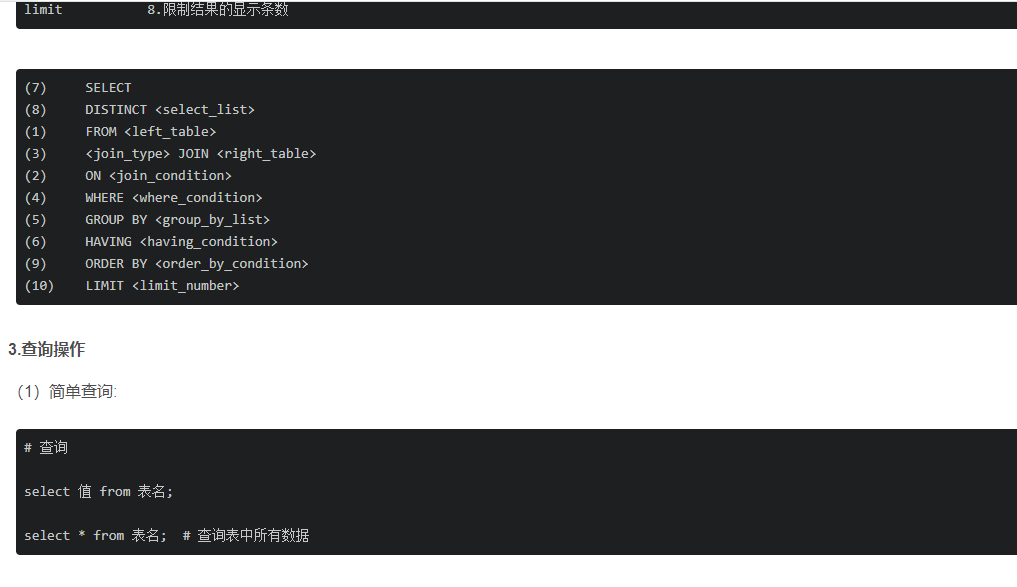 limit 8.限制结果的显示条数
(7) SELECT
(8) DISTINCT <select_list>
(1) FROM <left_table>
(3) <join_type> JOIN <right_table>
(2) ON <join_condition>
(4) WHERE <where_condition>
(5) GROUP BY <group_by_list>
(6) HAVING <having_condition>
(9) ORDER BY <order_by_condition>
(10) LIMIT <limit_number>
3.查询操作
（1）简单查询:
# 查询
select 值 from 表名;
select * from 表名; # 查询表中所有数据